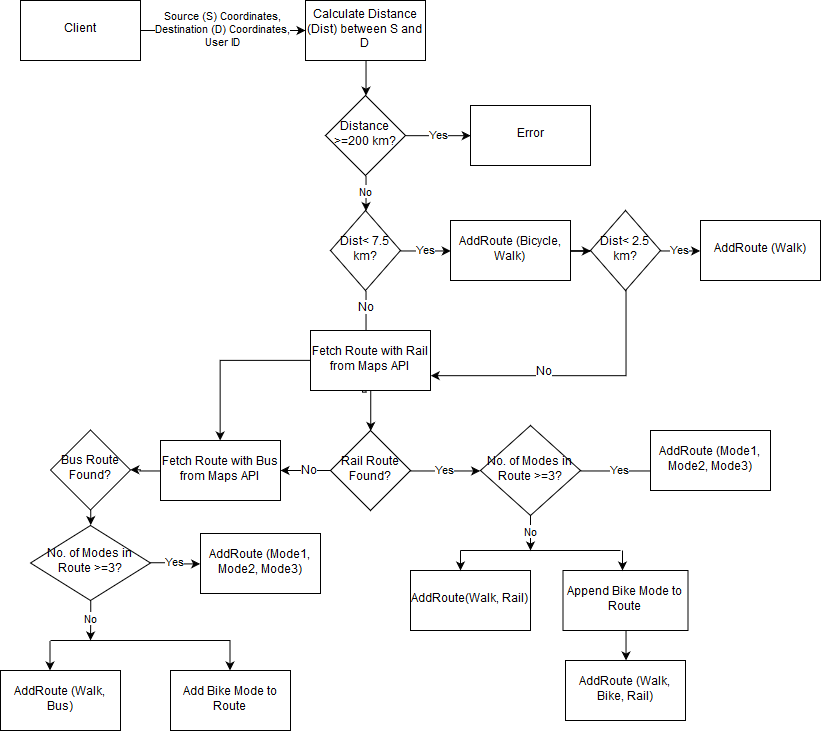 Client
Source (S) Coordinates,
Destination (D) Coordinates,
User ID
Calculate Distance
(Dist) between S and
D
Distance
>=200 km?
Yes
Error
No
Dist< 7.5
km?
Yes
AddRoute (Bicycle,
Walk)
Dist< 2.5
km?
Yes
AddRoute (Walk)
No
Fetch Route with Rail
from Maps API
No
Bus Route
Found?
Fetch Route with Bus
from Maps API
No
Rail Route
Found?
Yes
No. of Modes in
Route >=3?
Yes
AddRoute (Mode1,
Mode2, Mode3)
No
No. of Modes in
Route >=3?
Yes
AddRoute (Mode1,
Mode2, Mode3)
AddRoute(Walk, Rail)
Append Bike Mode to
Route
No
AddRoute (Walk,
Bus)
Add Bike Mode to
Route
AddRoute (Walk,
Bike, Rail)